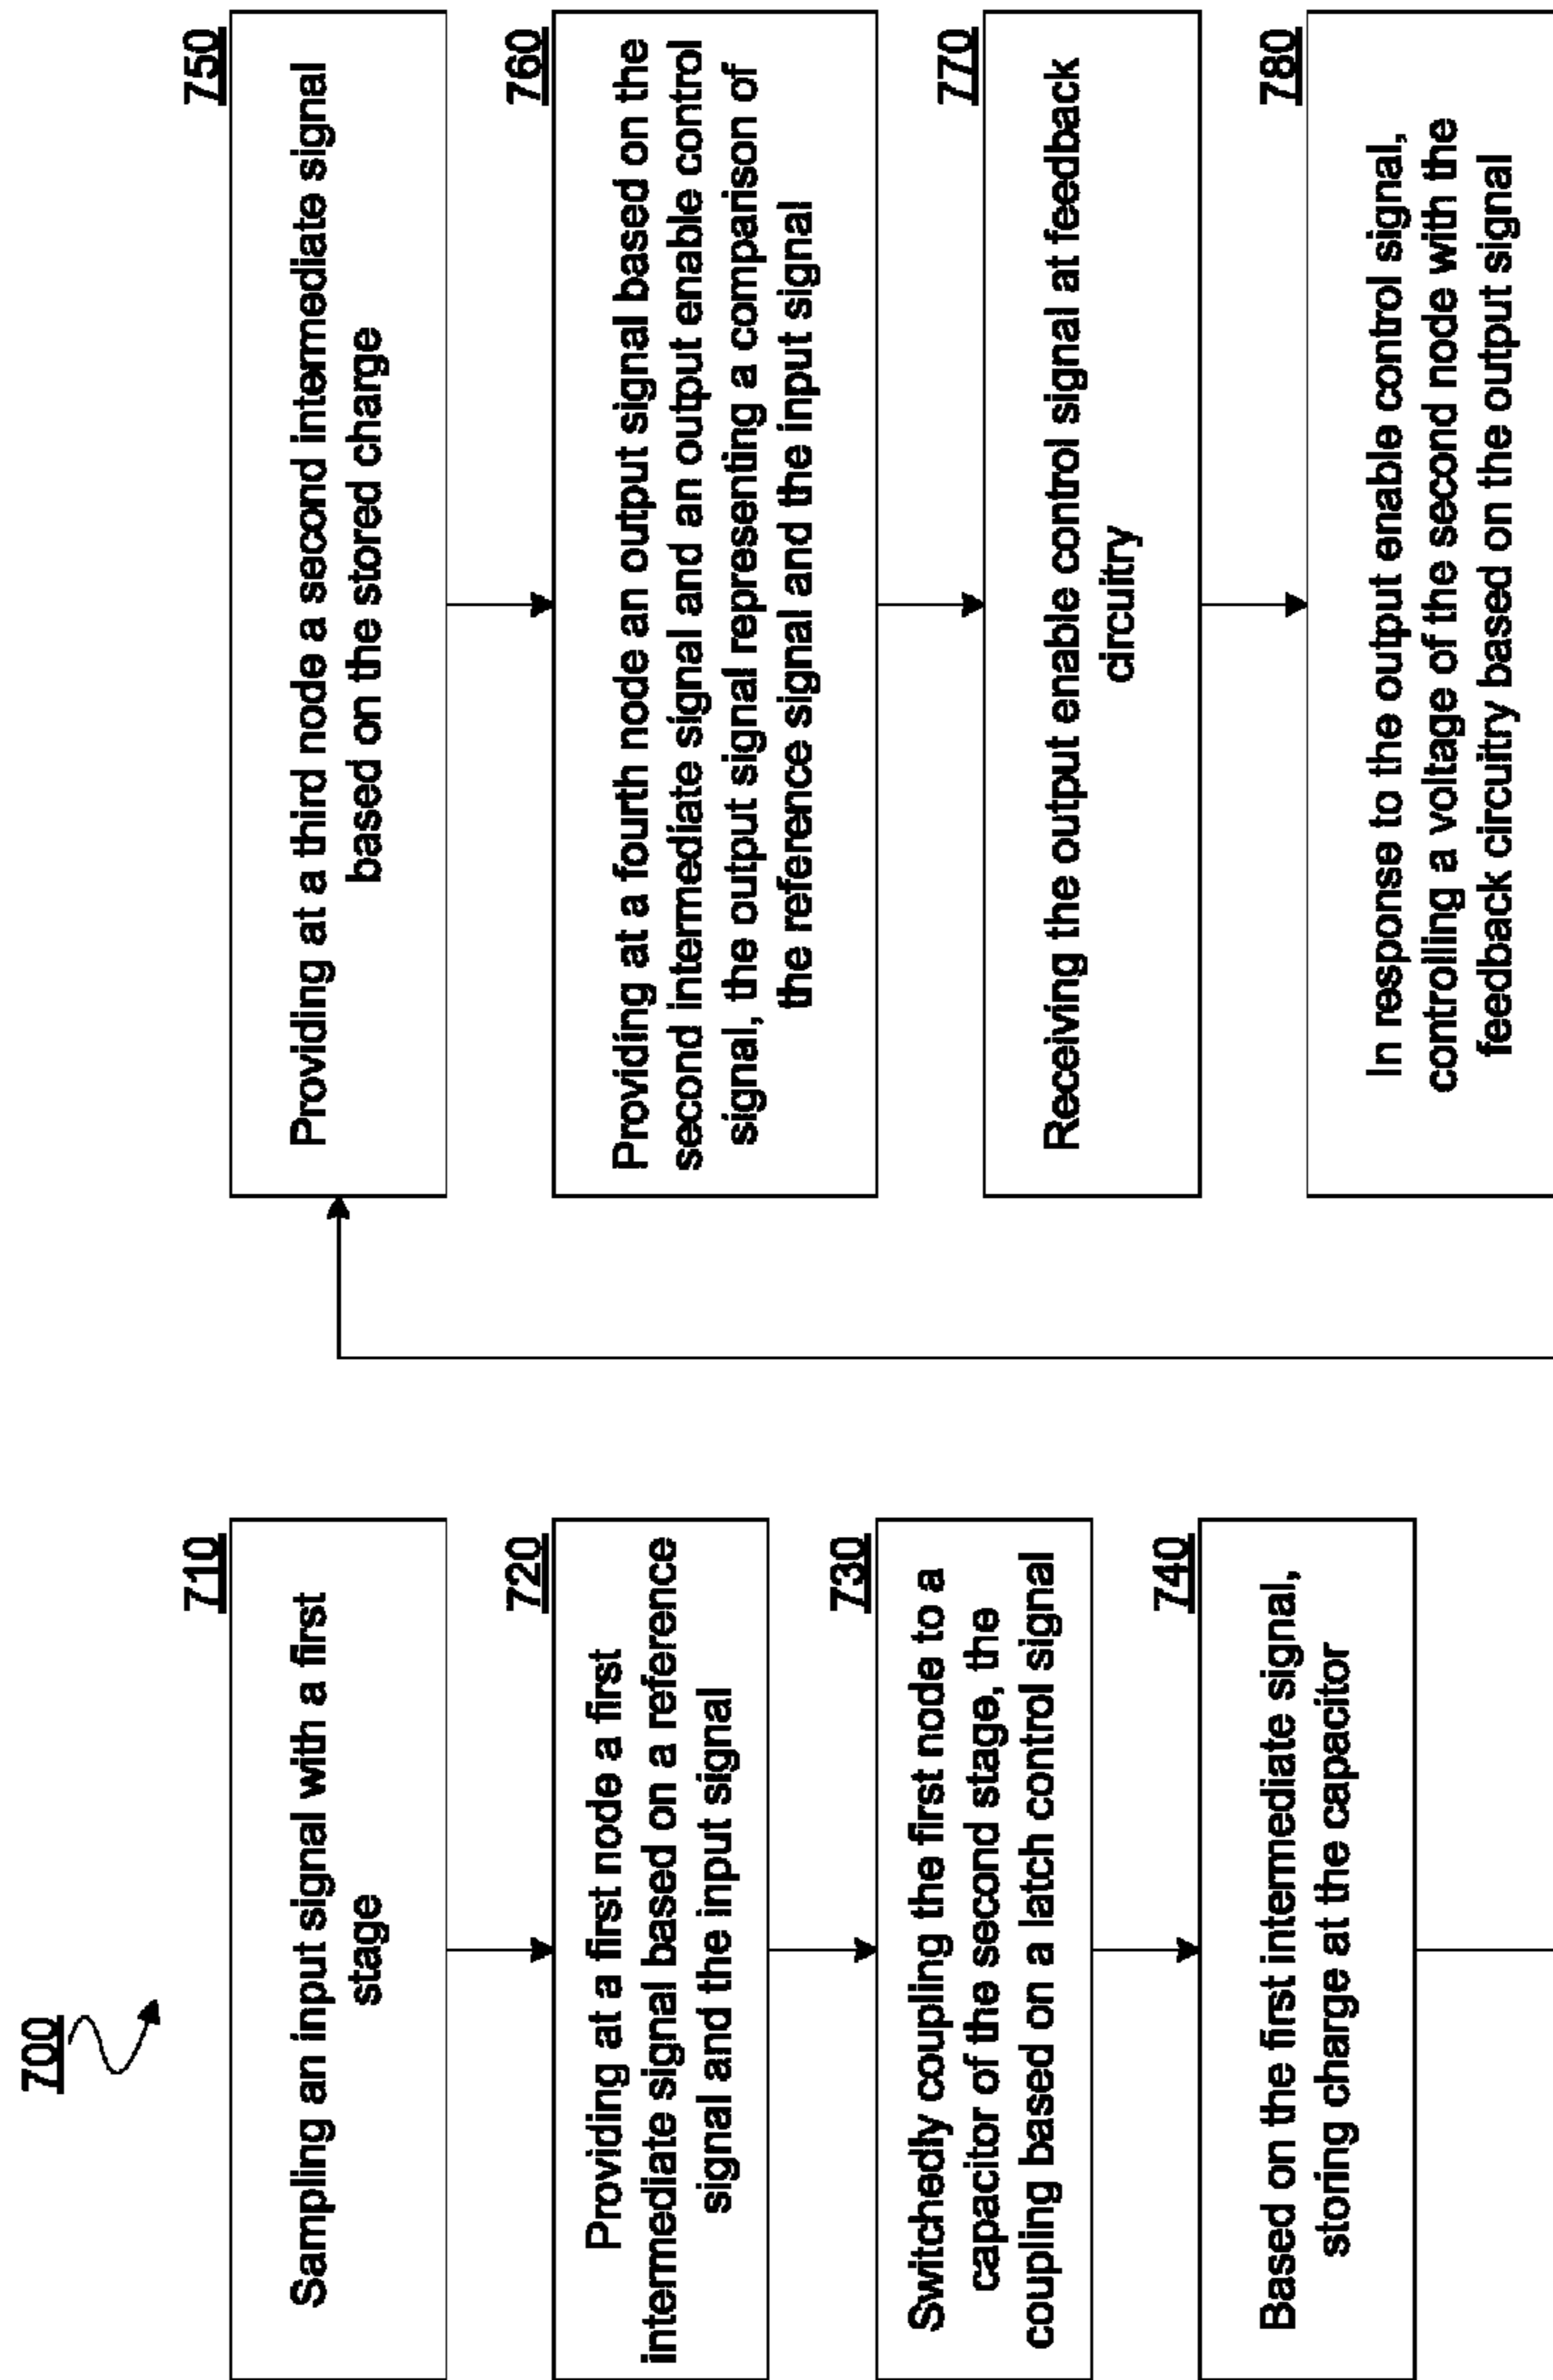 700
710
Sampling an input signal with a first
stage
720
Providing at a first node a first
intermediate signal based on a reference
signal and the input signal
730
Switchedly coupling the first node to a
capacitor of the second stage, the
coupling based on a latch control signal
740
Based on the first intermediate signal,
storing charge at the capacitor
750
Providing at a third node a second intermediate signal
based on the stored charge
760
Providing at a fourth node an output signal based on the
second intermediate signal and an output enable control
signal, the output signal representing a comparison of
the reference signal and the input signal
770
Receiving the output enable control signal at feedback
circuitry
780
In response to the output enable control signal,
controlling a voltage of the second node with the
feedback circuitry based on the output signal